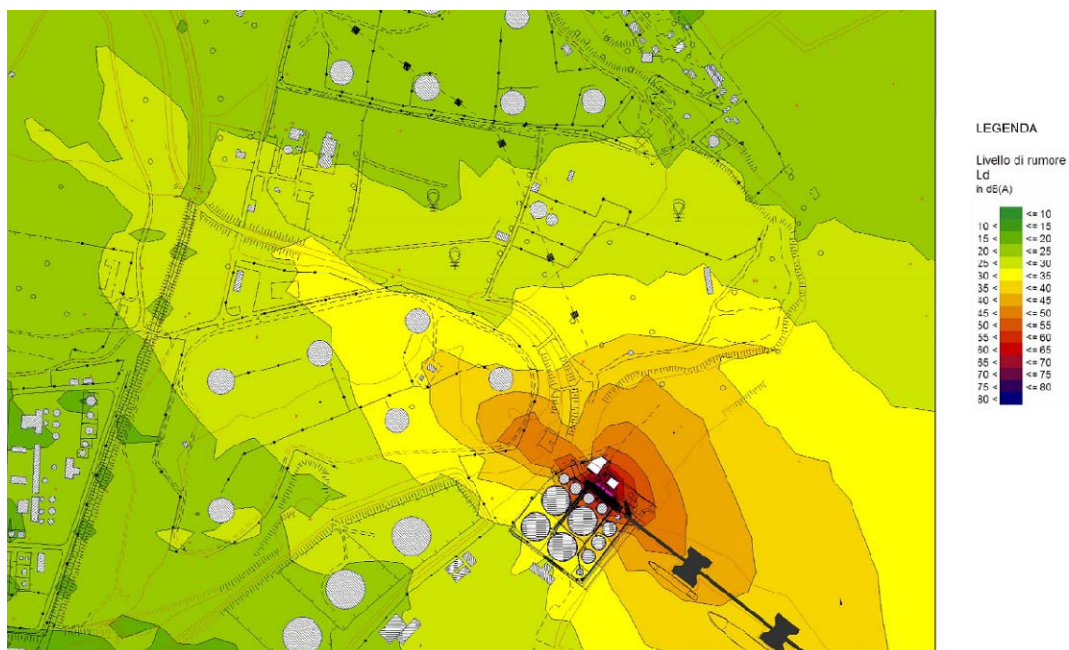 LEGENDA
Livello di rumore
Ld
in dB(A)
<= 10
10 < <= 15
15 < <= 20
20 < <= 25
25 < <= 30
30 < <= 35
35 < <= 40
40 < <= 45
45 < <= 50
50 < <= 55
55 < <= 60
60 < <= 65
65 < <= 70
70 < <= 75
75 < <= 80
80 <